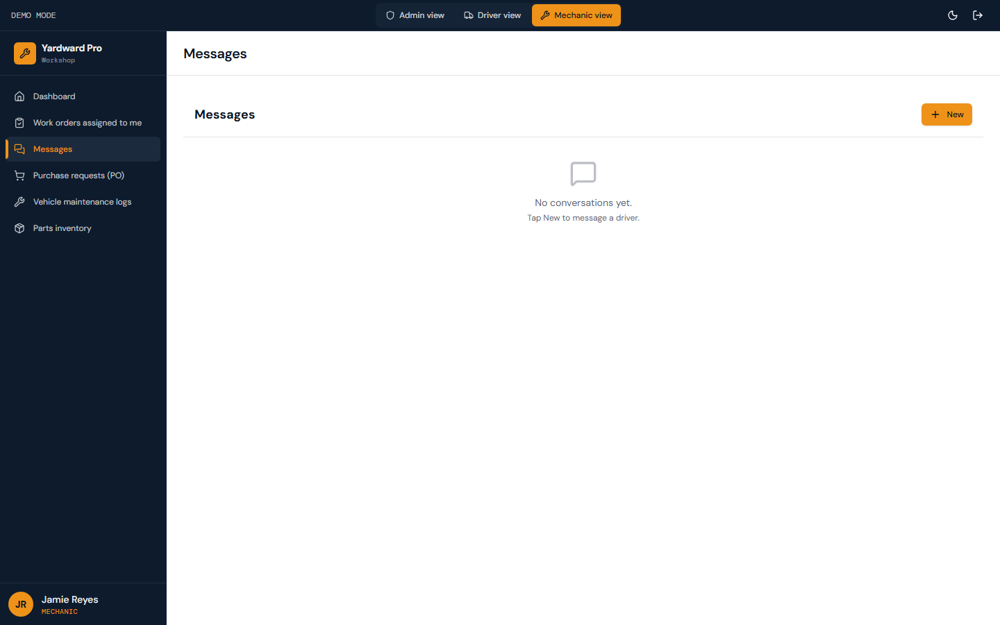 DEMO MODE
Admin view
Driver view
Mechanic view
Yardward Pro
Workshop
Dashboard
Work orders assigned to me
Messages
Purchase requests (PO)
Vehicle maintenance logs
Parts inventory
JR
Jamie Reyes
MECHANIC
Messages
Messages
New
No conversations yet.
Tap New to message a driver.